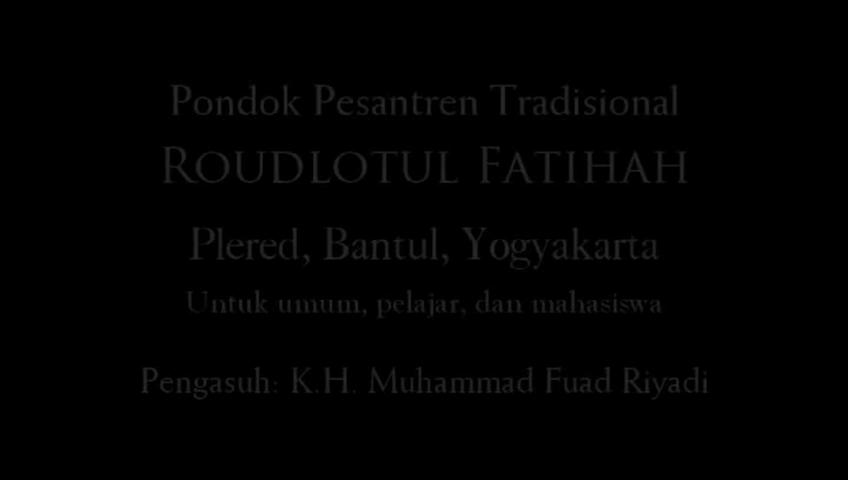 Pondok Pesantren Tradisional
ROUDLOTUL FATIHAH
Plered, Bantul, Yogyakarta
Untuk umum, pelajar, dan mahasiswa
Pengasuh: K.H. Muhammad Fuad Riyadi